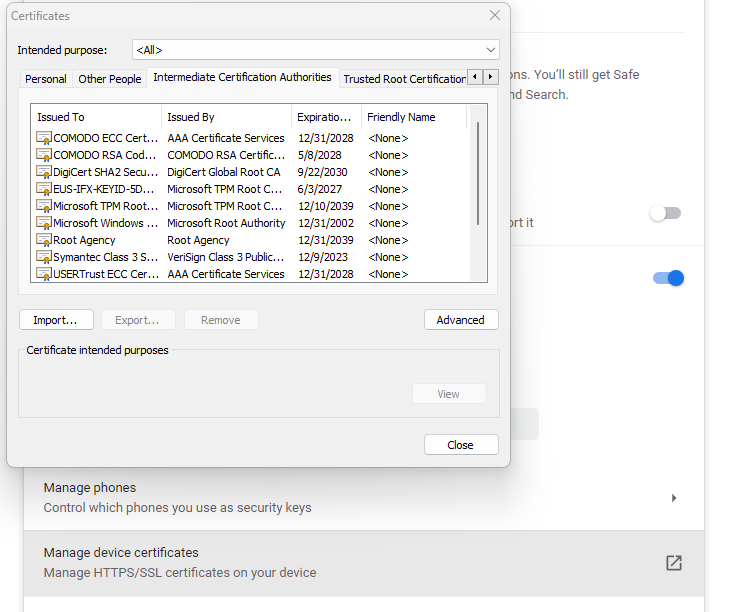 Certificates
Intended purpose: <All>
Personal Other People Intermediate Certification Authorities Trusted Root Certification
Issued To Issued By Expiratio... Friendly Name
COMODO ECC Cert... AAA Certificate Services 12/31/2028 <None>
COMODO RSA Cod... COMODO RSA Certific... 5/8/2028 <None>
DigiCert SHA2 Secu... DigiCert Global Root CA 9/22/2030 <None>
EUS-IFX-KEYID-5D... Microsoft TPM Root C... 6/3/2027 <None>
Microsoft TPM Root... Microsoft TPM Root C... 12/10/2039 <None>
Microsoft Windows ... Microsoft Root Authority 12/31/2002 <None>
Root Agency Root Agency 12/31/2039 <None>
Symantec Class 3 S... VeriSign Class 3 Public... 12/9/2023 <None>
USERTrust ECC Cer... AAA Certificate Services 12/31/2028 <None>
Import... Export... Remove Advanced
Certificate intended purposes
View
Close
ons. You’ll still get Safe
nd Search.
ort it
Manage phones
Control which phones you use as security keys
Manage device certificates
Manage HTTPS/SSL certificates on your device